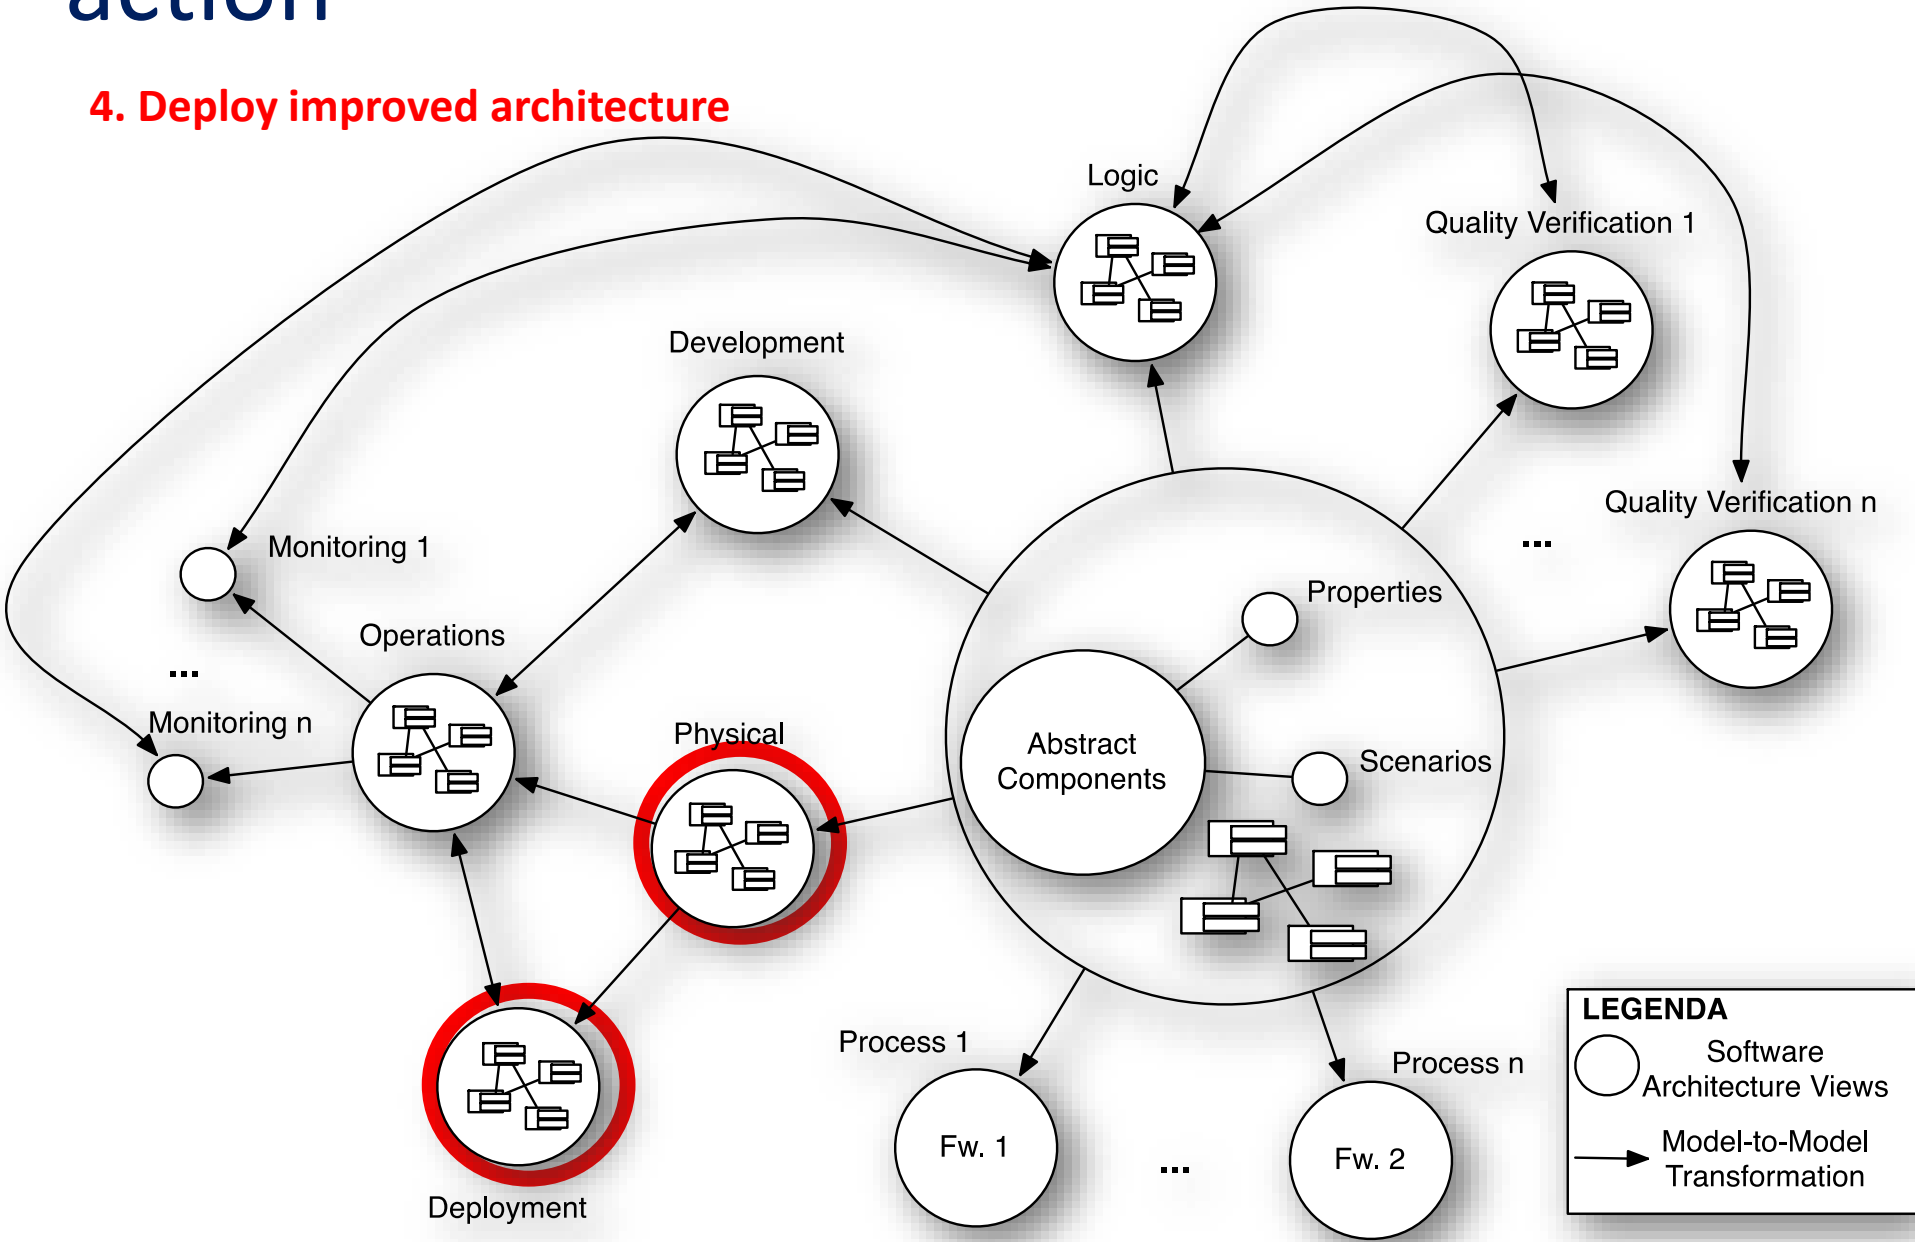 action
4. Deploy improved architecture
Logic
Quality Verification 1
Development
Quality Verification n
...
Monitoring 1
Properties
Operations
...
Monitoring n
Physical
Abstract
Components
Scenarios
Process 1
Process n
Fw. 1
...
Fw. 2
Deployment
LEGENDA
Software
Architecture Views
Model-to-Model
Transformation